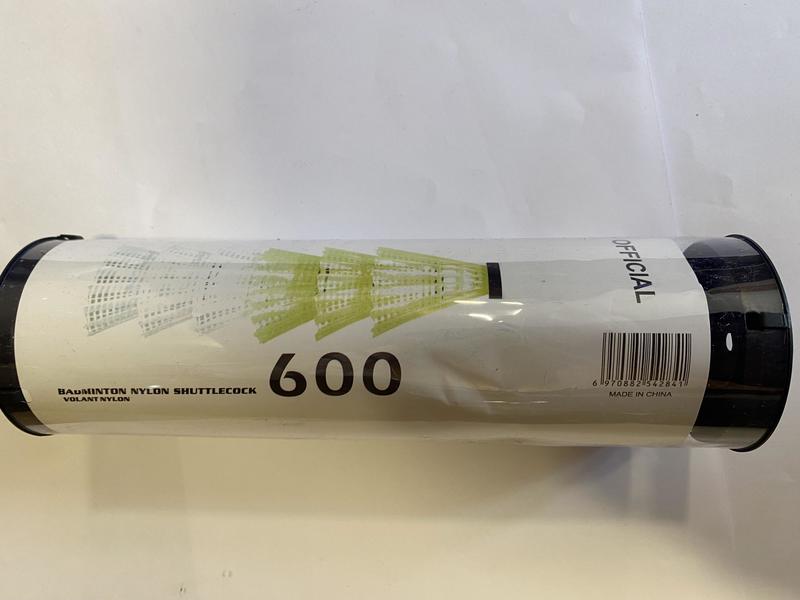 OFFICIAL
600
BADMINTON NYLON SHUTTLECOCK
VOLANT NYLON
6 970882 542841
MADE IN CHINA